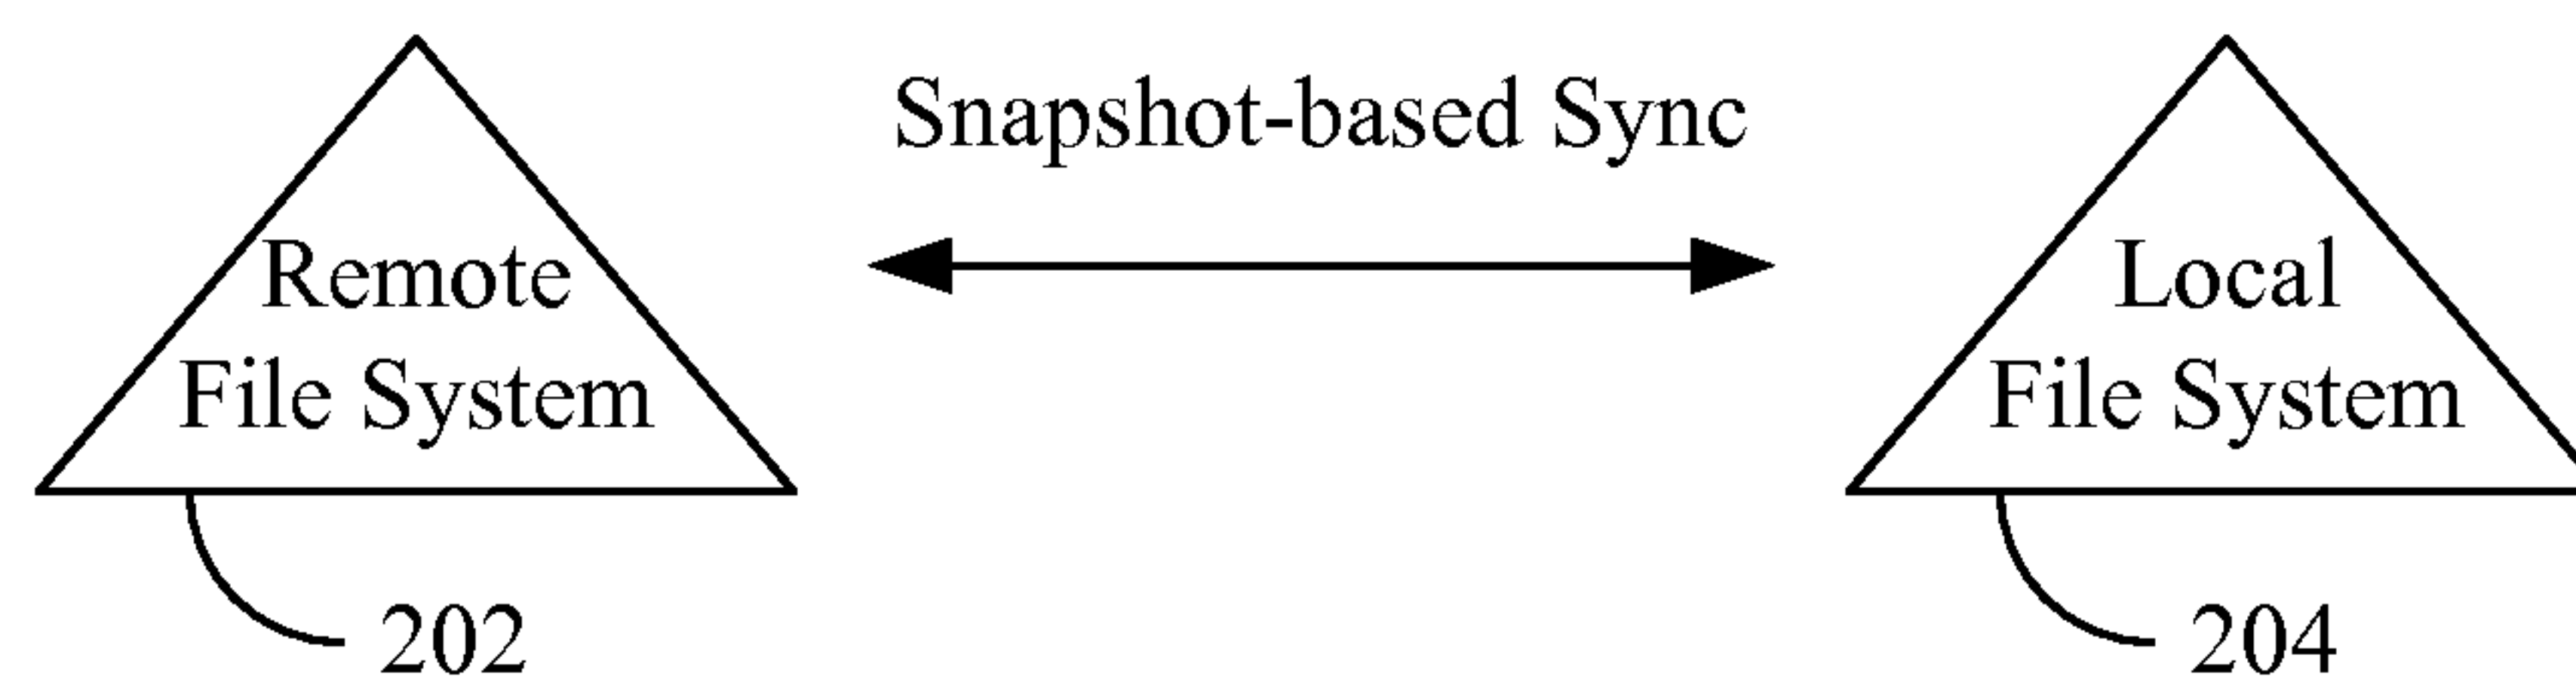 Snapshot-based Sync
Remote
File System
Local
File System
202
204